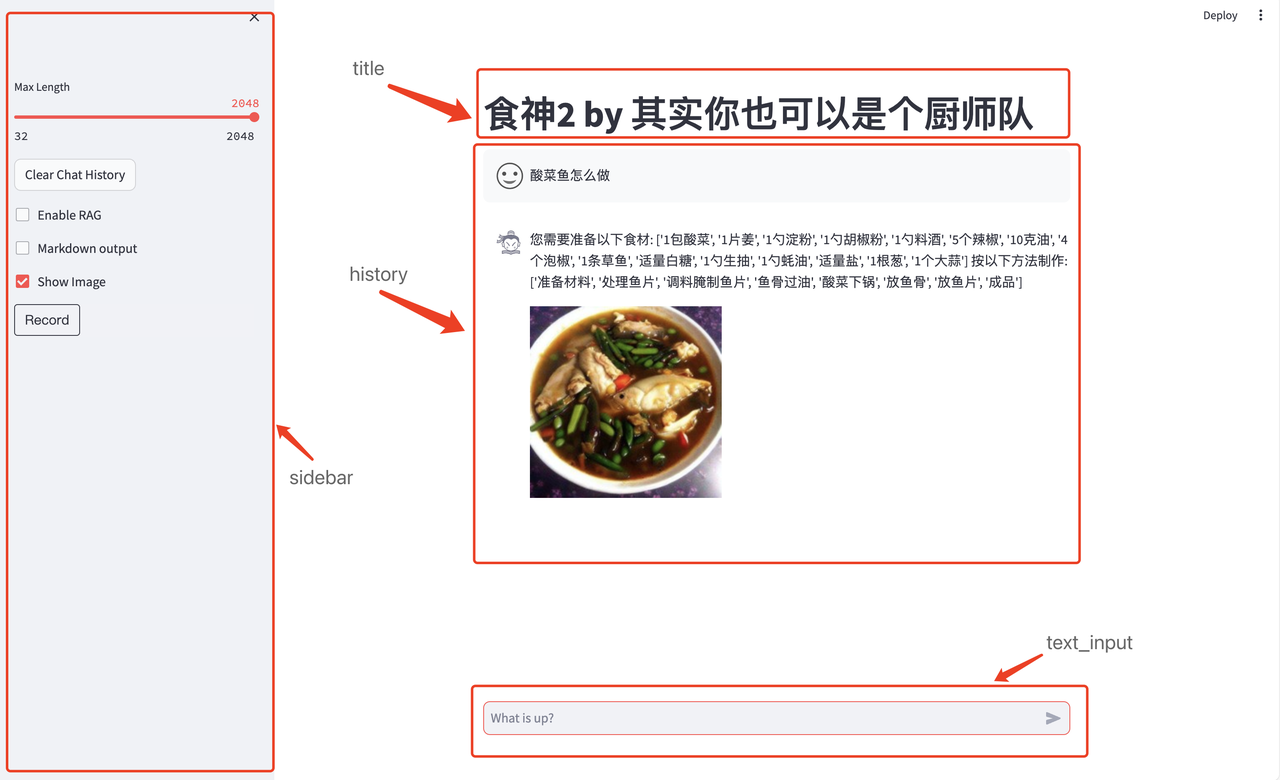 Deploy
Max Length
2048
32
2048
Clear Chat History
Enable RAG
Markdown output
Show Image
Record
sidebar
title
食神2 by 其实你也可以是个厨师队
history
酸菜鱼怎么做
您需要准备以下食材: ['1包酸菜', '1片姜', '1勺淀粉', '1勺胡椒粉', '1勺料酒', '5个辣椒', '10克油', '4
个泡椒', '1条草鱼', '适量白糖', '1勺生抽', '1勺蚝油', '适量盐', '1根葱', '1个大蒜'] 按以下方法制作:
['准备材料', '处理鱼片', '调料腌制鱼片', '鱼骨过油', '酸菜下锅', '放鱼骨', '放鱼片', '成品']
text_input
What is up?